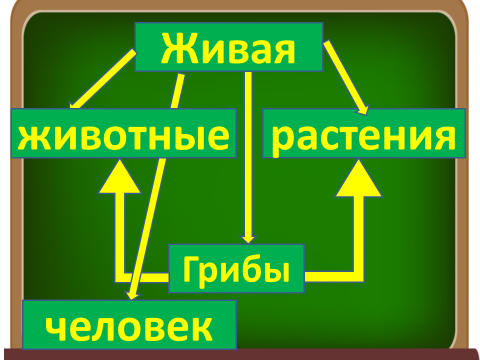 Живая
животные
растения
Грибы
человек